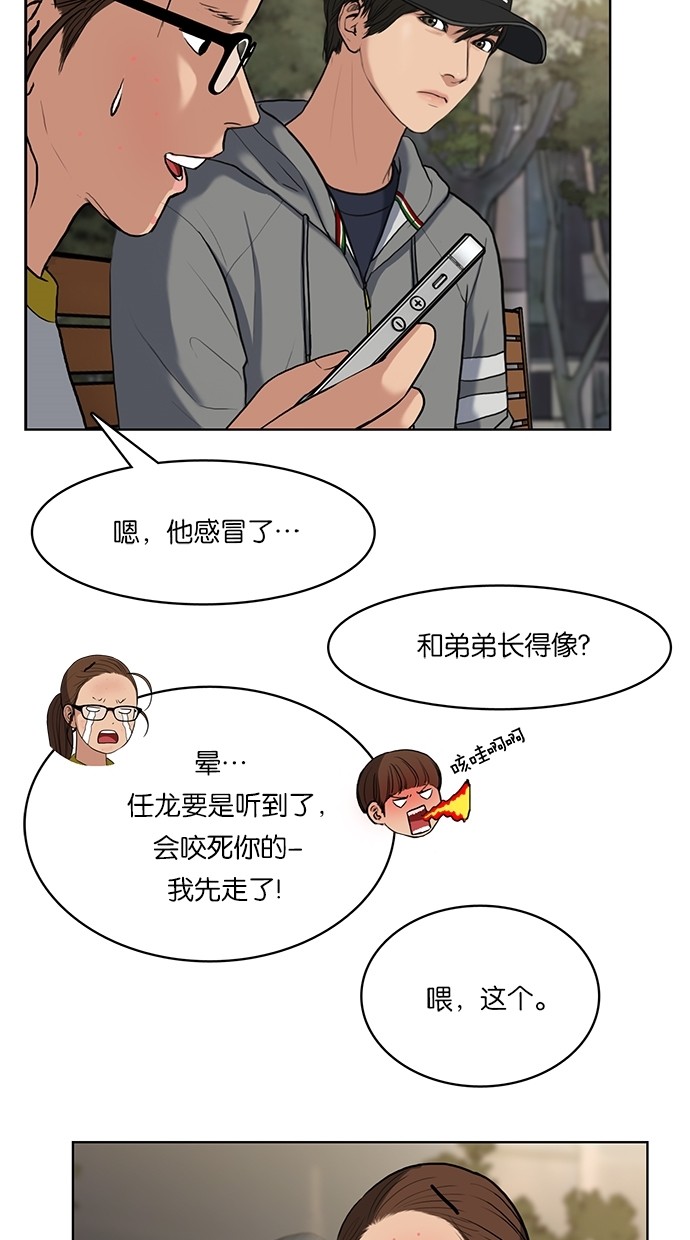 嗯，他感冒了…
和弟弟长得像？
晕…
任龙要是听到了，
会咬死你的-
我先走了！
咳哇啊啊
喂，这个。